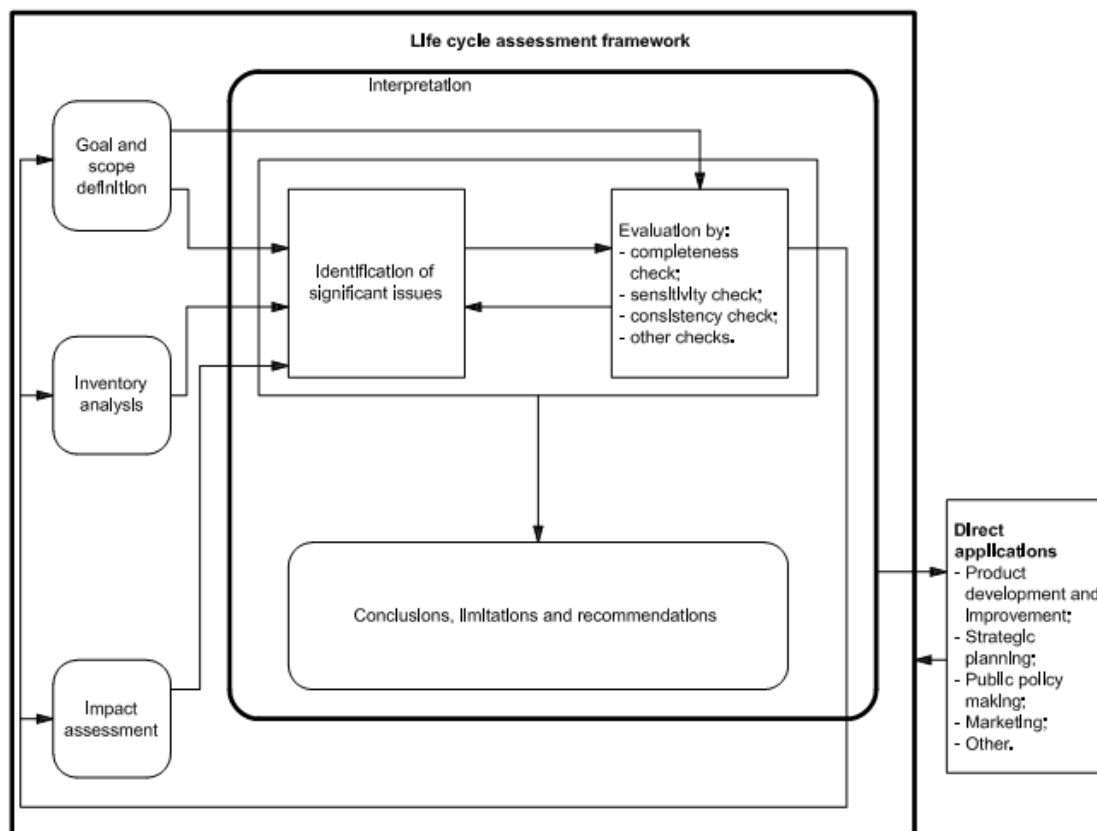 Life cycle assessment framework
Interpretation
Goal and
scope
definition
Identification of
significant issues
Evaluation by:
- completeness
check;
- sensitivity check;
- consistency check;
- other checks.
Inventory
analysis
Conclusions, limitations and recommendations
Impact
assessment
Direct
applications
- Product
development and
improvement;
- Strategic
planning;
- Public policy
making;
- Marketing;
- Other.